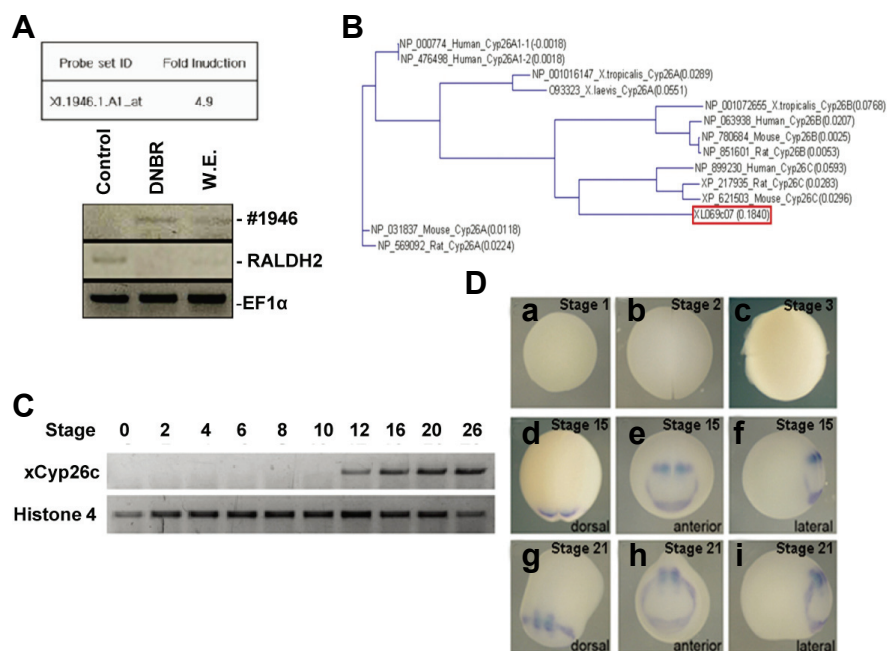 A
Probe set ID Fold Inudction
Xl.1946.1.A1_at 4.9
Control DNBR W.E.
- #1946
- RALDH2
-EF1α
B
NP_000774_Human_Cyp26A1-1(-0.0018)
NP_476498_Human_Cyp26A1-2(0.0018)
NP_001016147_X.tropicalis_Cyp26A(0.0289)
O93323_X.laevis_Cyp26A(0.0551)
NP_001072655_X.tropicalis_Cyp26B(0.0768)
NP_063938_Human_Cyp26B(0.0207)
NP_780684_Mouse_Cyp26B(0.0025)
NP_851601_Rat_Cyp26B(0.0053)
NP_899230_Human_Cyp26C(0.0593)
XP_217935_Rat_Cyp26C(0.0283)
XP_621503_Mouse_Cyp26C(0.0296)
XL069c07 (0.1840)
NP_031837_Mouse_Cyp26A(0.0118)
NP_569092_Rat_Cyp26A(0.0224)
C
Stage 0 2 4 6 8 10 12 16 20 26
xCyp26c
Histone 4
D
a Stage 1
b Stage 2
c Stage 3
d Stage 15
dorsal
e Stage 15
anterior
f Stage 15
lateral
g Stage 21
dorsal
h Stage 21
anterior
i Stage 21
lateral